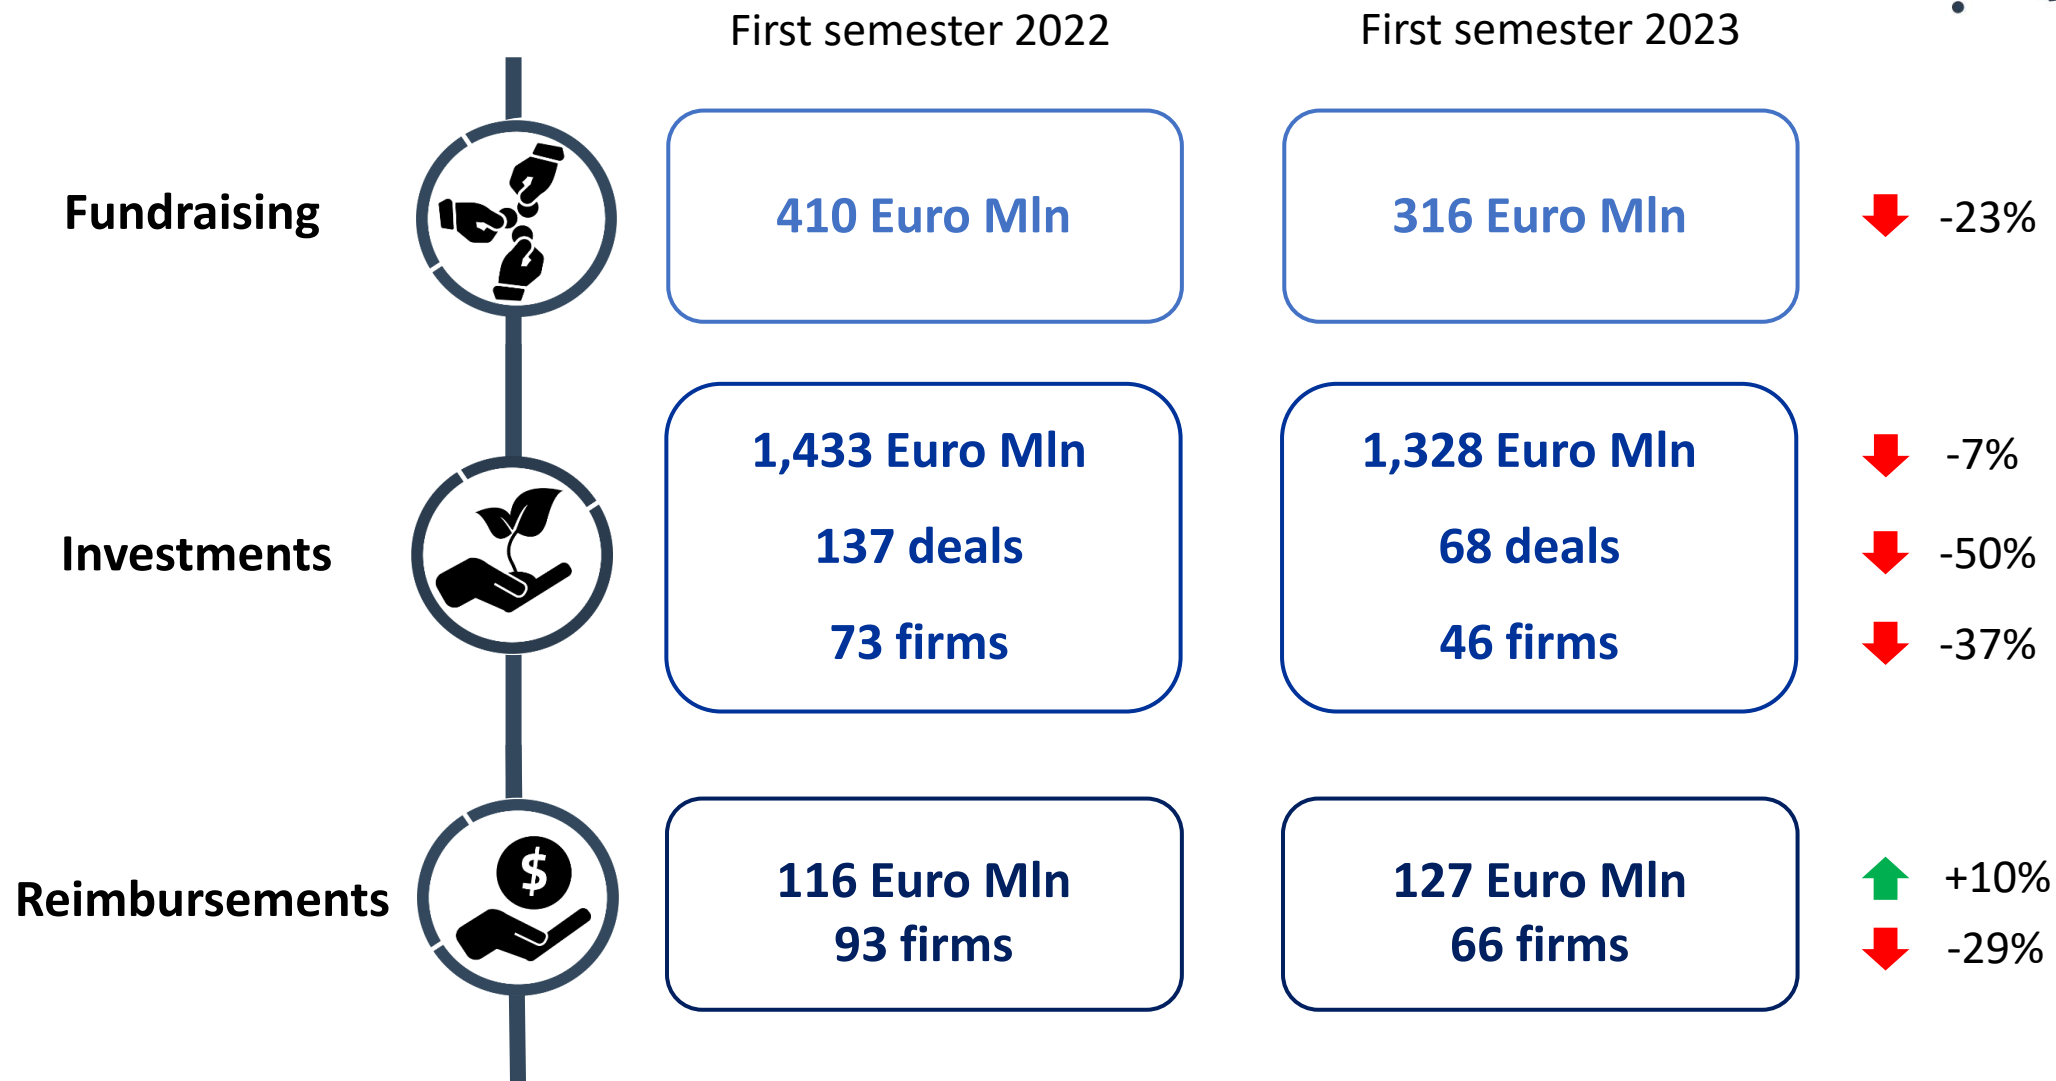 First semester 2022
First semester 2023
Fundraising
410 Euro Mln
316 Euro Mln
-23%
Investments
1,433 Euro Mln
1,328 Euro Mln
-7%
137 deals
68 deals
-50%
73 firms
46 firms
-37%
Reimbursements
$
116 Euro Mln
127 Euro Mln
+10%
93 firms
66 firms
-29%